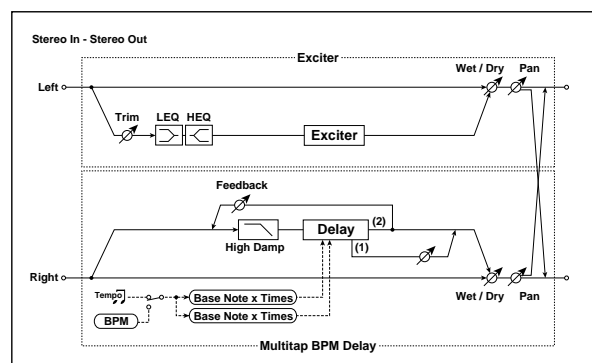 Stereo In - Stereo Out
Exciter
Wet / Dry
Pan
Left
Trim
LEQ
HEQ
Exciter
Feedback
Delay
(2)
(1)
High Damp
Right
Tempo
BPM
Base Note x Times
Base Note x Times
Wet / Dry
Pan
Multitap BPM Delay